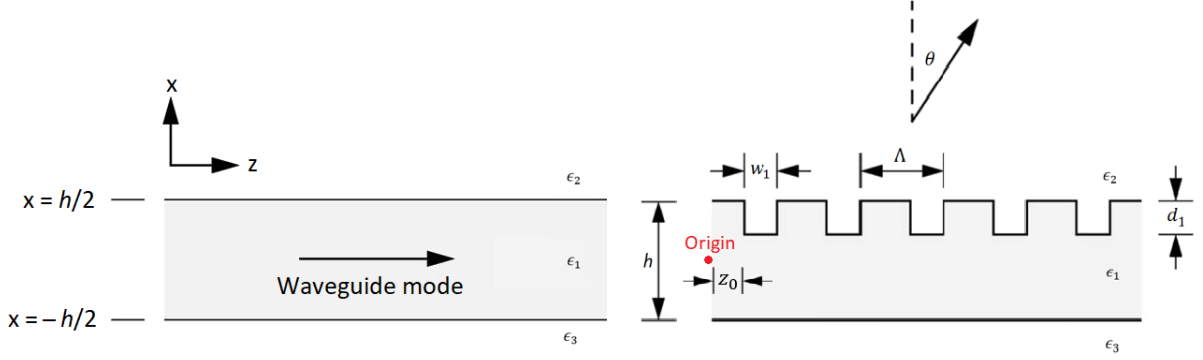 x
z
x = h/2
x = – h/2
ϵ₂
ϵ₁
ϵ₃
Waveguide mode
θ
w₁
Λ
ϵ₂
d₁
Origin
h
z₀
ϵ₁
ϵ₃